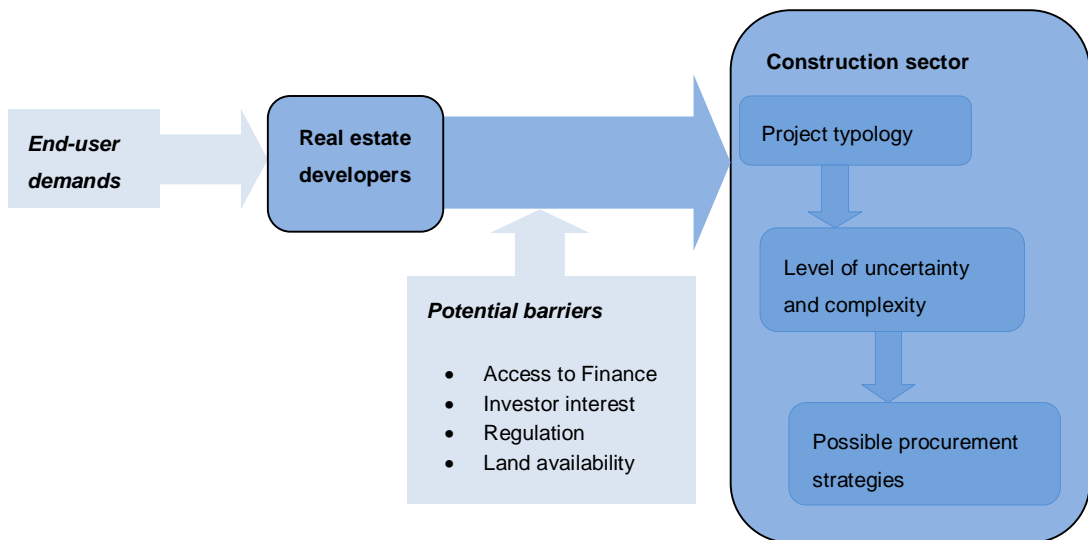 End-user
demands
Real estate
developers
Potential barriers
• Access to Finance
• Investor interest
• Regulation
• Land availability
Construction sector
Project typology
Level of uncertainty
and complexity
Possible procurement
strategies